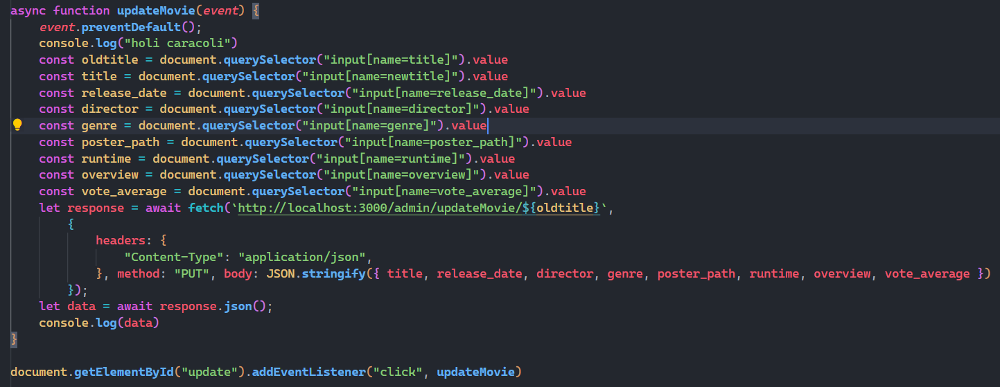 async function updateMovie(event) {
    event.preventDefault();
    console.log("holi caracoli")
    const oldtitle = document.querySelector("input[name=title]").value
    const title = document.querySelector("input[name=newtitle]").value
    const release_date = document.querySelector("input[name=release_date]").value
    const director = document.querySelector("input[name=director]").value
    const genre = document.querySelector("input[name=genre]").value
    const poster_path = document.querySelector("input[name=poster_path]").value
    const runtime = document.querySelector("input[name=runtime]").value
    const overview = document.querySelector("input[name=overview]").value
    const vote_average = document.querySelector("input[name=vote_average]").value
    let response = await fetch(`http://localhost:3000/admin/updateMovie/${oldtitle}`,
        {
            headers: {
                "Content-Type": "application/json",
            }, method: "PUT", body: JSON.stringify({ title, release_date, director, genre, poster_path, runtime, overview, vote_average })
        });
    let data = await response.json();
    console.log(data)
}
document.getElementById("update").addEventListener("click", updateMovie)